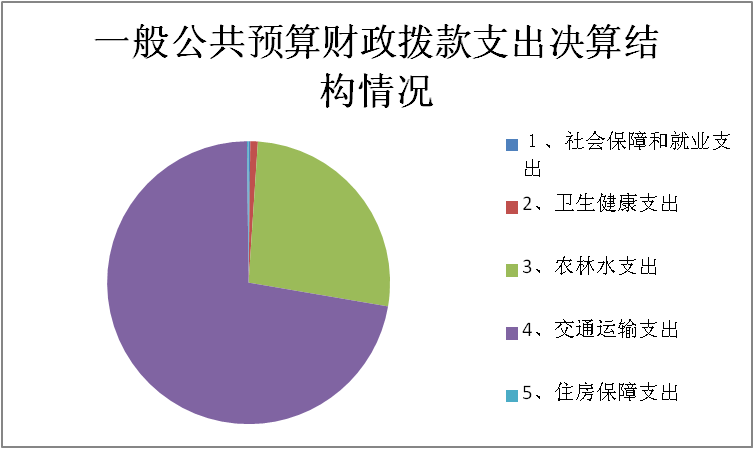 一般公共预算财政拨款支出决算结
构情况
1、社会保障和就业支
出
2、卫生健康支出
3、农林水支出
4、交通运输支出
5、住房保障支出